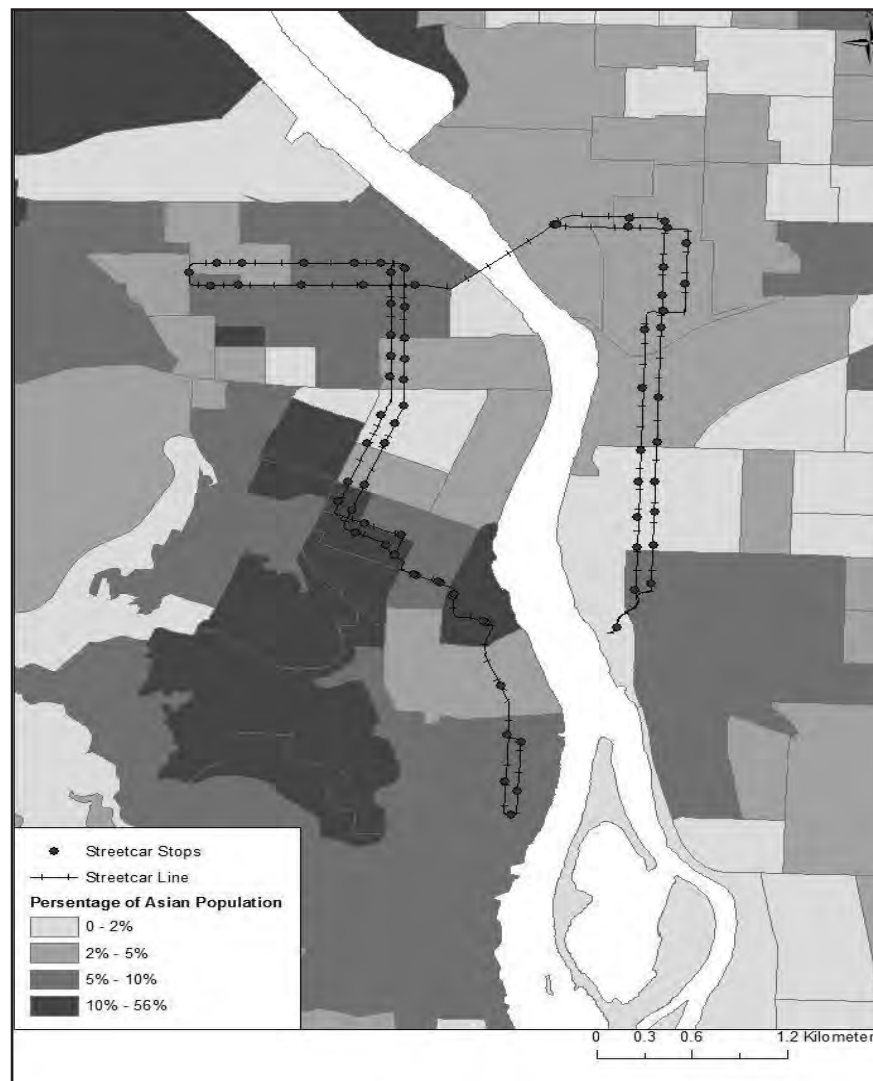 Streetcar Stops
Streetcar Line
Persentage of Asian Population
0 - 2%
2% - 5%
5% - 10%
10% - 56%
0 0.3 0.6 1.2 Kilometer